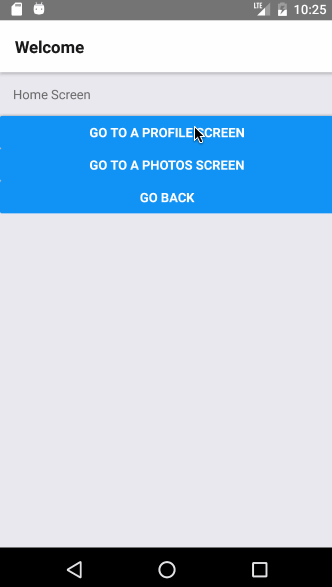 LTE 10:25
Welcome
Home Screen
GO TO A PROFILE SCREEN
GO TO A PHOTOS SCREEN
GO BACK